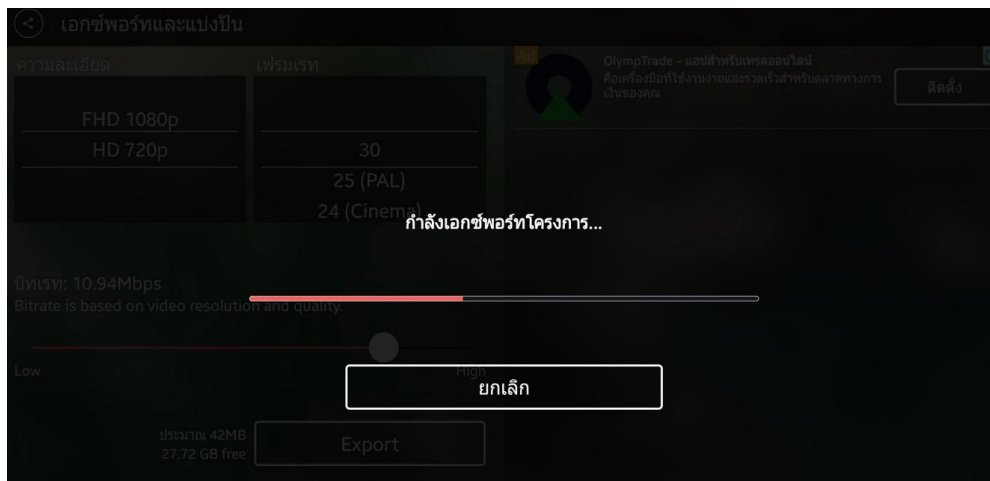 เอกซ์พอร์ทและแบ่งปัน
ความละเอียด
เฟรมเรท
FHD 1080p
HD 720p
30
25 (PAL)
24 (Cinema)
Ad
OlympTrade – แอปสำหรับเทรดออนไลน์
คือเครื่องมือที่ใช้งานง่ายและรวดเร็วสำหรับตลาดทางการ
เงินของคุณ
ติดตั้ง
กำลังเอกซ์พอร์ทโครงการ...
บิทเรท: 10.94Mbps
Bitrate is based on video resolution and quality.
Low
High
ยกเลิก
ประมาณ 42MB
27.72 GB free
Export